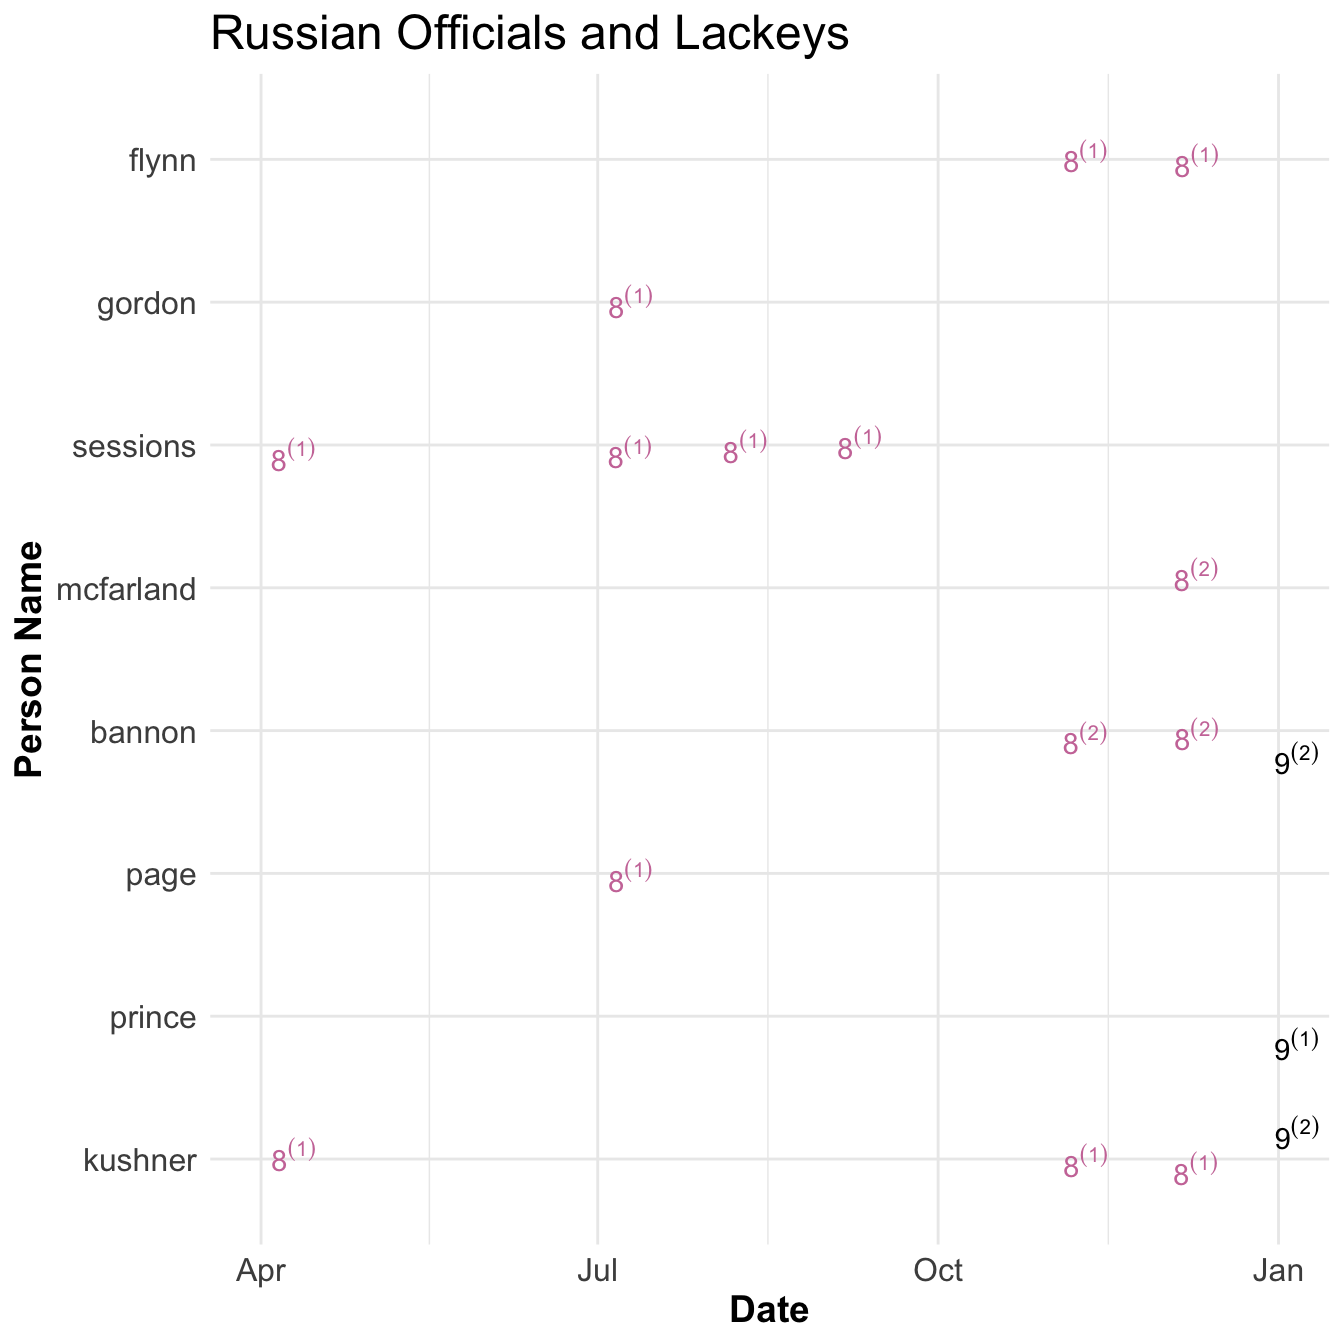 Russian Officials and Lackeys
flynn 8(1) 8(1)
gordon 8(1)
sessions 8(1) 8(1) 8(1) 8(1)
mcfarland 8(2)
bannon 8(2) 8(2) 9(2)
page 8(1)
prince 9(1)
kushner 8(1) 8(1) 8(1) 9(2)
Person Name
Apr Jul Oct Jan
Date